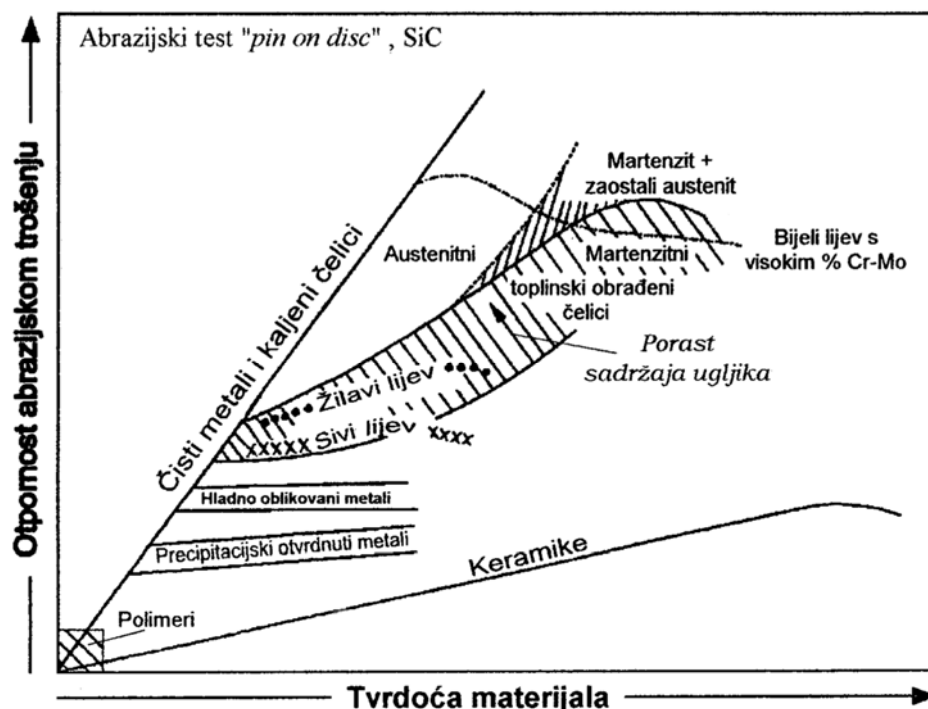 Abrazijski test "pin on disc" , SiC
Otpornost abrazijskom trošenju
Čisti metali i kaljeni čelici
Martenzit +
zaostali austenit
Austenitni
Martenzitni
Bijeli lijev s
visokim % Cr-Mo
toplinski obrađeni
čelici
Porast
sadržaja ugljika
Žilavi lijev
xxxxx Sivi lijev xxxx
Hladno oblikovani metali
Precipitacijski otvrdnuti metali
Keramike
Polimeri
Tvrdoća materijala